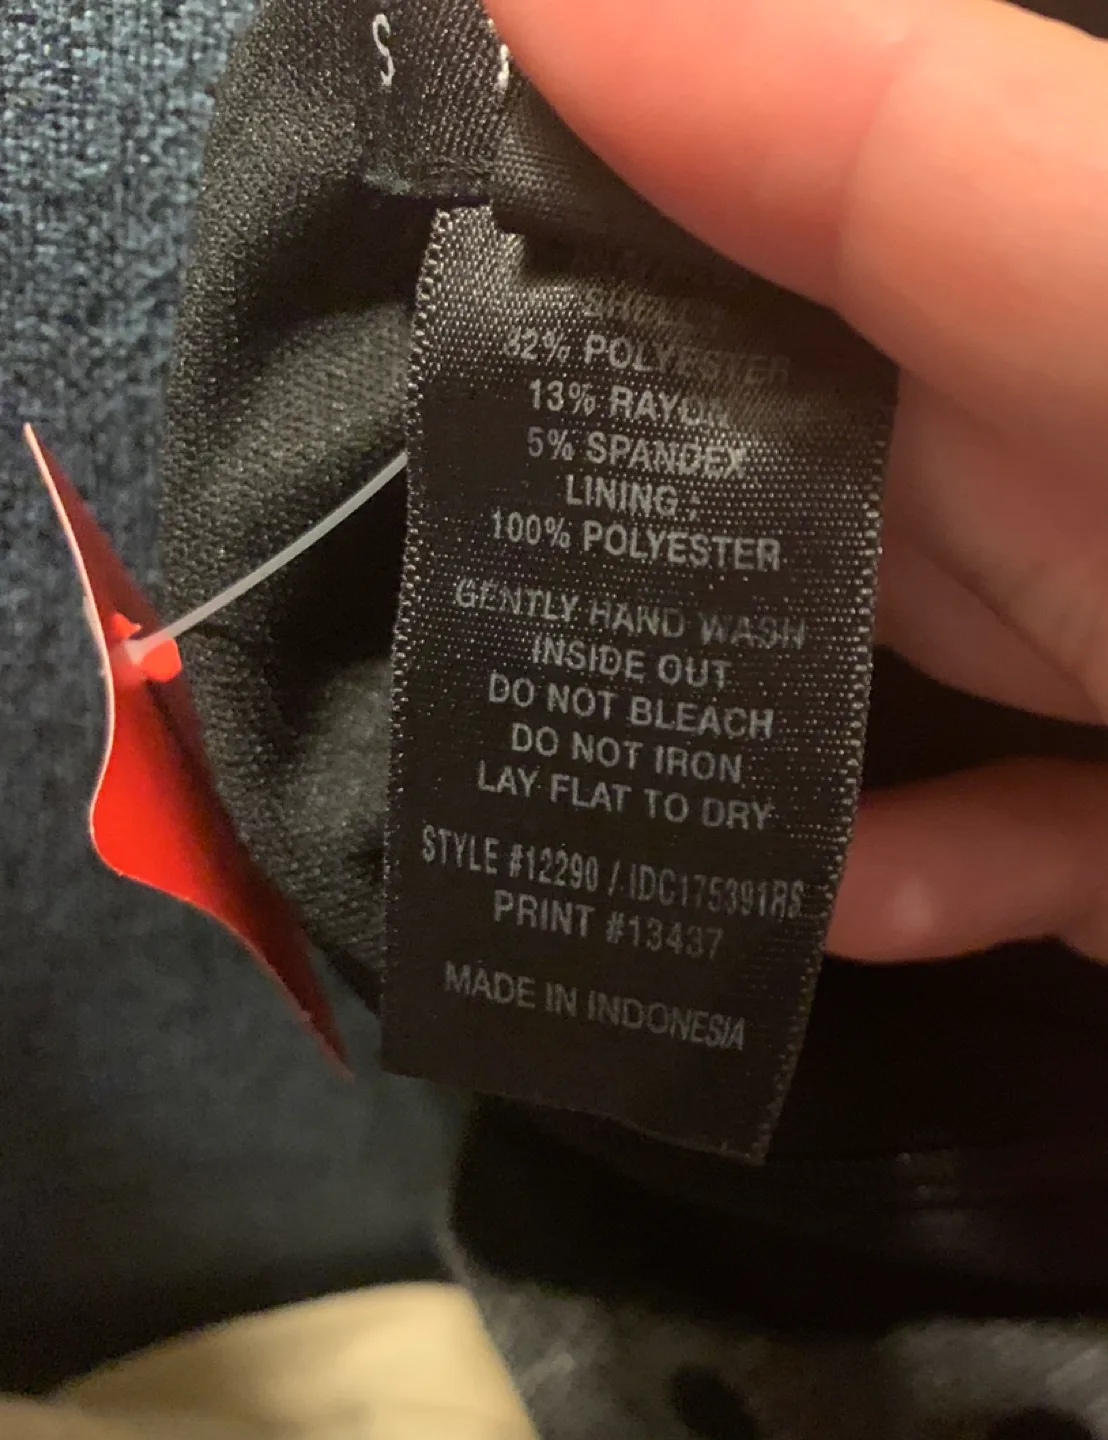 S
SHELL :
82% POLYESTER
13% RAYON
5% SPANDEX
LINING :
100% POLYESTER
GENTLY HAND WASH
INSIDE OUT
DO NOT BLEACH
DO NOT IRON
LAY FLAT TO DRY
STYLE #12290 / IDC175391RS
PRINT #13437
MADE IN INDONESIA